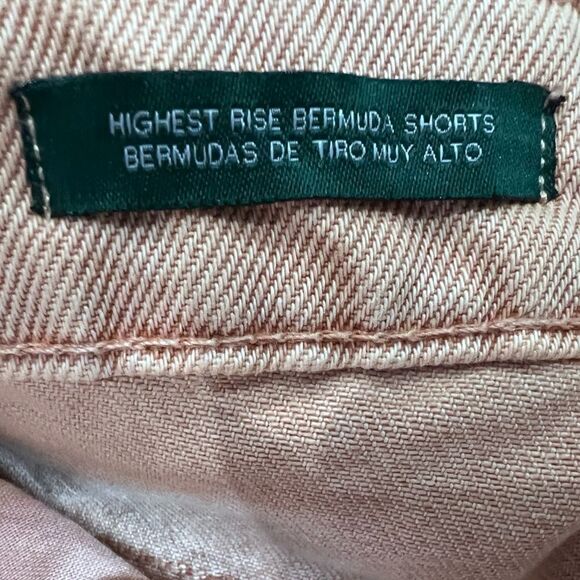 HIGHEST RISE BERMUDA SHORTS
BERMUDAS DE TIRO MUY ALTO